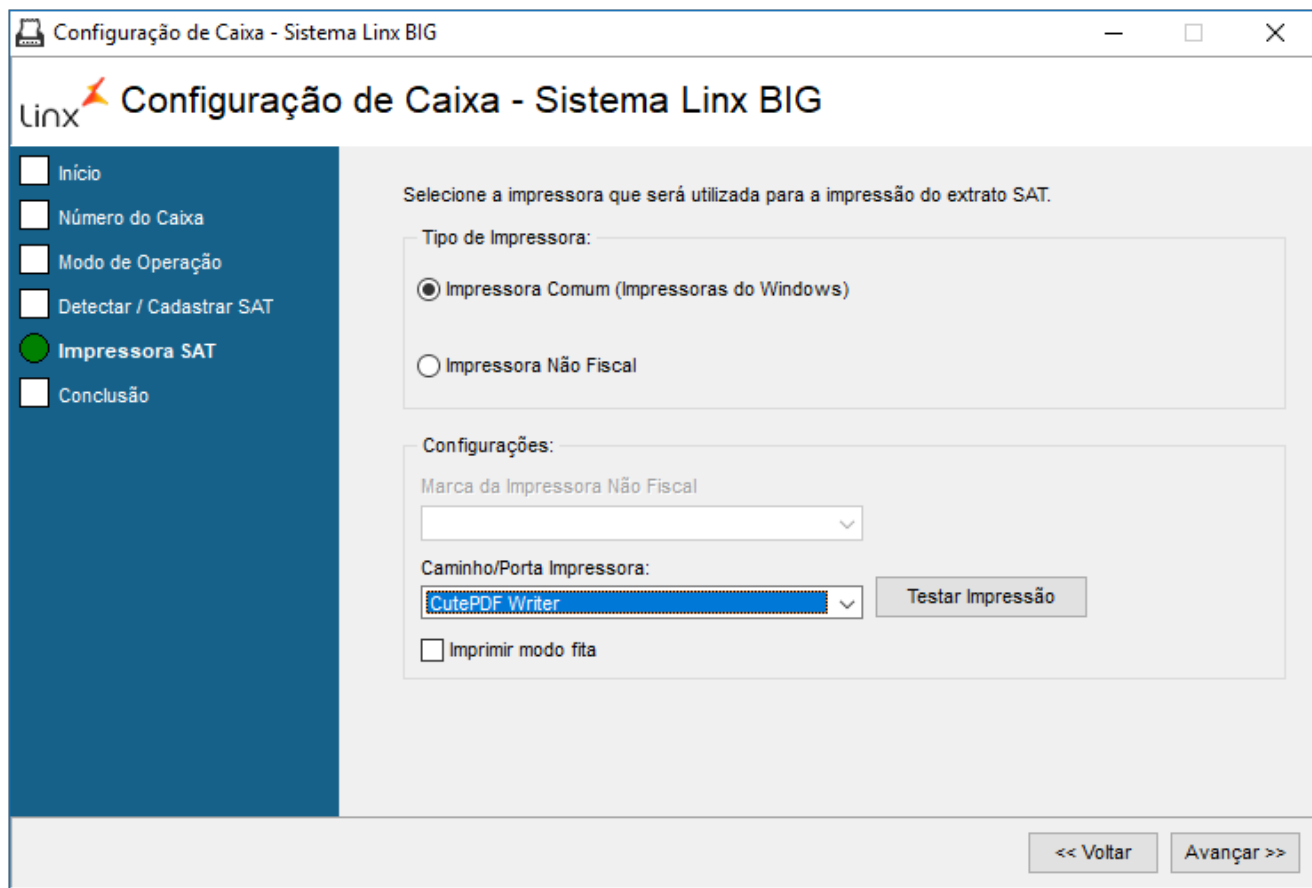 Configuração de Caixa - Sistema Linx BIG
Linx Configuração de Caixa - Sistema Linx BIG
Início
Número do Caixa
Modo de Operação
Detectar / Cadastrar SAT
Impressora SAT
Conclusão
Selecione a impressora que será utilizada para a impressão do extrato SAT.
Tipo de Impressora:
Impressora Comum (Impressoras do Windows)
Impressora Não Fiscal
Configurações:
Marca da Impressora Não Fiscal
Caminho/Porta Impressora:
CutePDF Writer
Testar Impressão
Imprimir modo fita
<< Voltar
Avançar >>